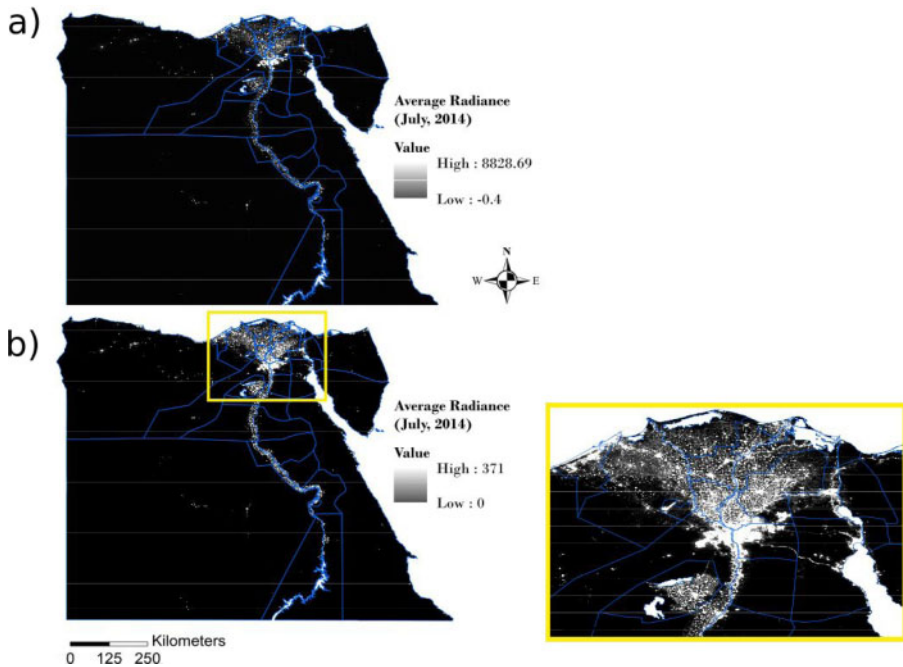 a)
Average Radiance
(July, 2014)
Value
High : 8828.69
Low : -0.4
N
W E
S
b)
Average Radiance
(July, 2014)
Value
High : 371
Low : 0
Kilometers
0 125 250